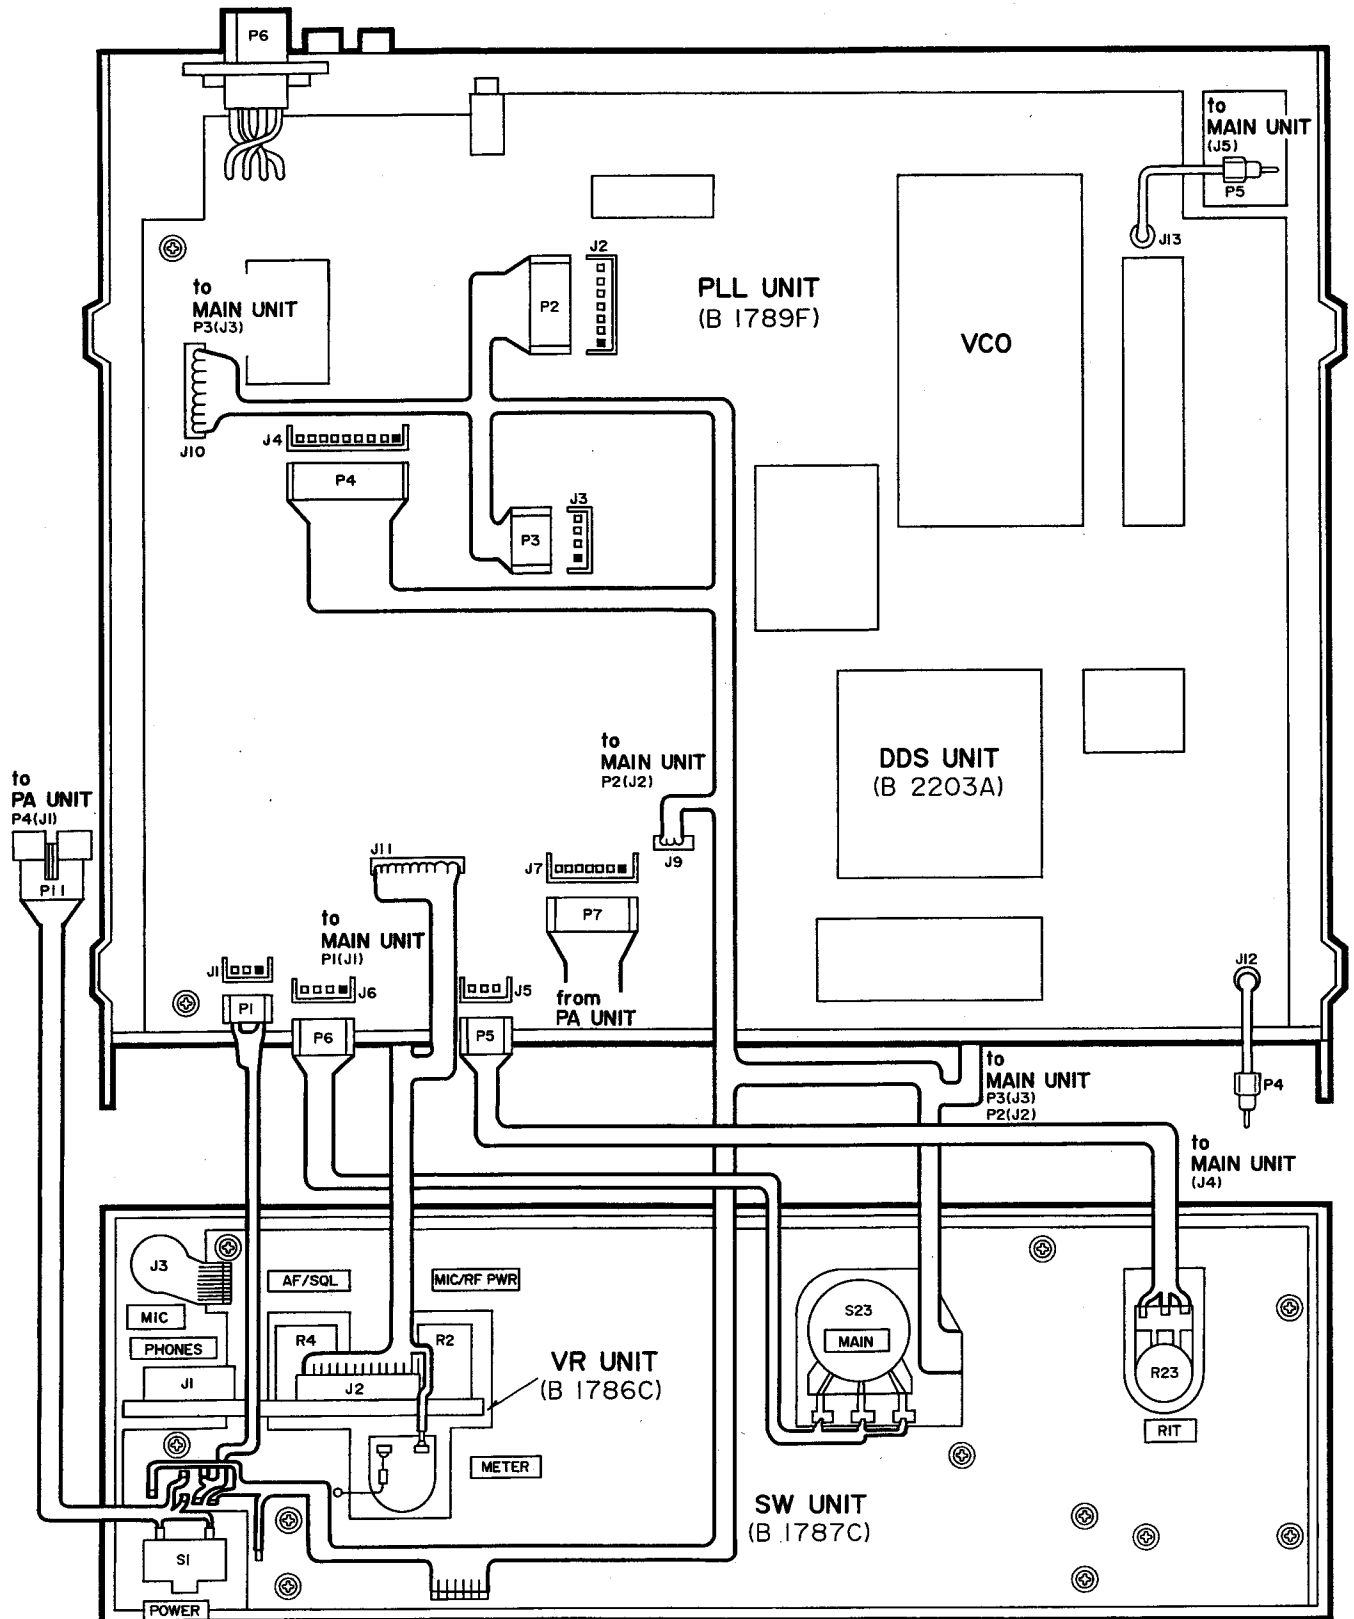 P6
to
MAIN UNIT
(J5)
P5
J13
to
MAIN UNIT
P3(J3)
J10
J2
P2
PLL UNIT
(B 1789F)
VCO
J4
P4
J3
P3
to
MAIN UNIT
P2(J2)
J9
DDS UNIT
(B 2203A)
to
PA UNIT
P4(J1)
P11
J11
J7
P7
from
PA UNIT
to
MAIN UNIT
P1(J1)
J1
P1
J6
P6
J5
P5
J12
P4
to
MAIN UNIT
P3(J3)
P2(J2)
to
MAIN UNIT
(J4)
J3
MIC
PHONES
J1
AF/SQL
MIC/RF PWR
R4
R2
J2
VR UNIT
(B 1786C)
METER
S23
MAIN
R23
RIT
SW UNIT
(B 1787C)
S1
POWER